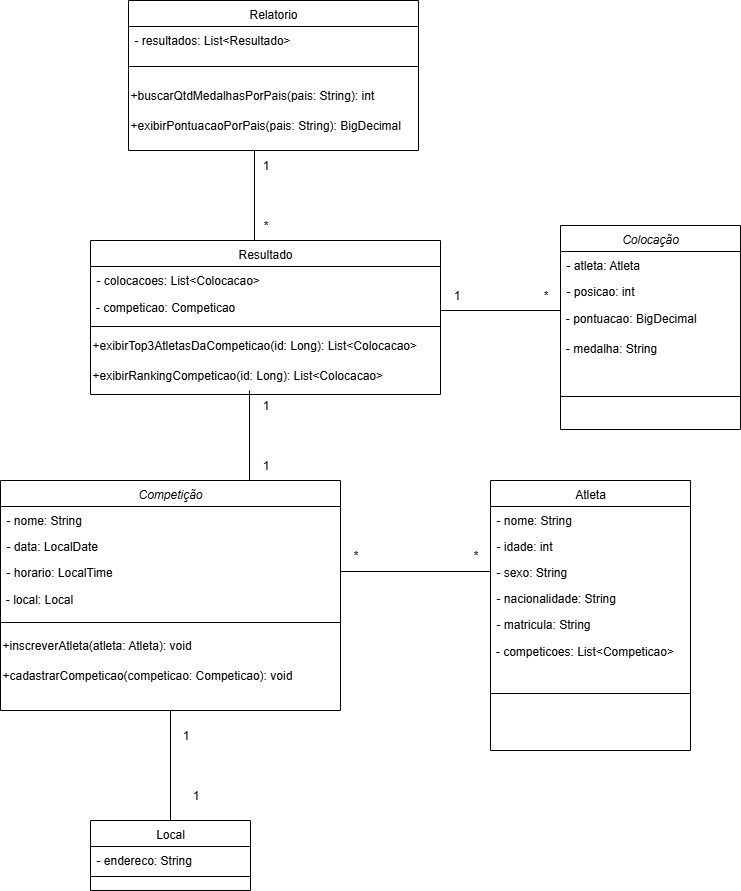 Relatorio
- resultados: List<Resultado>
+buscarQtdMedalhasPorPais(pais: String): int
+exibirPontuacaoPorPais(pais: String): BigDecimal
1
*
Resultado
- colocacoes: List<Colocacao>
- competicao: Competicao
+exibirTop3AtletasDaCompeticao(id: Long): List<Colocacao>
+exibirRankingCompeticao(id: Long): List<Colocacao>
1
*
Colocação
- atleta: Atleta
- posicao: int
- pontuacao: BigDecimal
- medalha: String
1
1
Competição
- nome: String
- data: LocalDate
- horario: LocalTime
- local: Local
+inscreverAtleta(atleta: Atleta): void
+cadastrarCompeticao(competicao: Competicao): void
*
*
Atleta
- nome: String
- idade: int
- sexo: String
- nacionalidade: String
- matricula: String
- competicoes: List<Competicao>
1
1
Local
- endereco: String